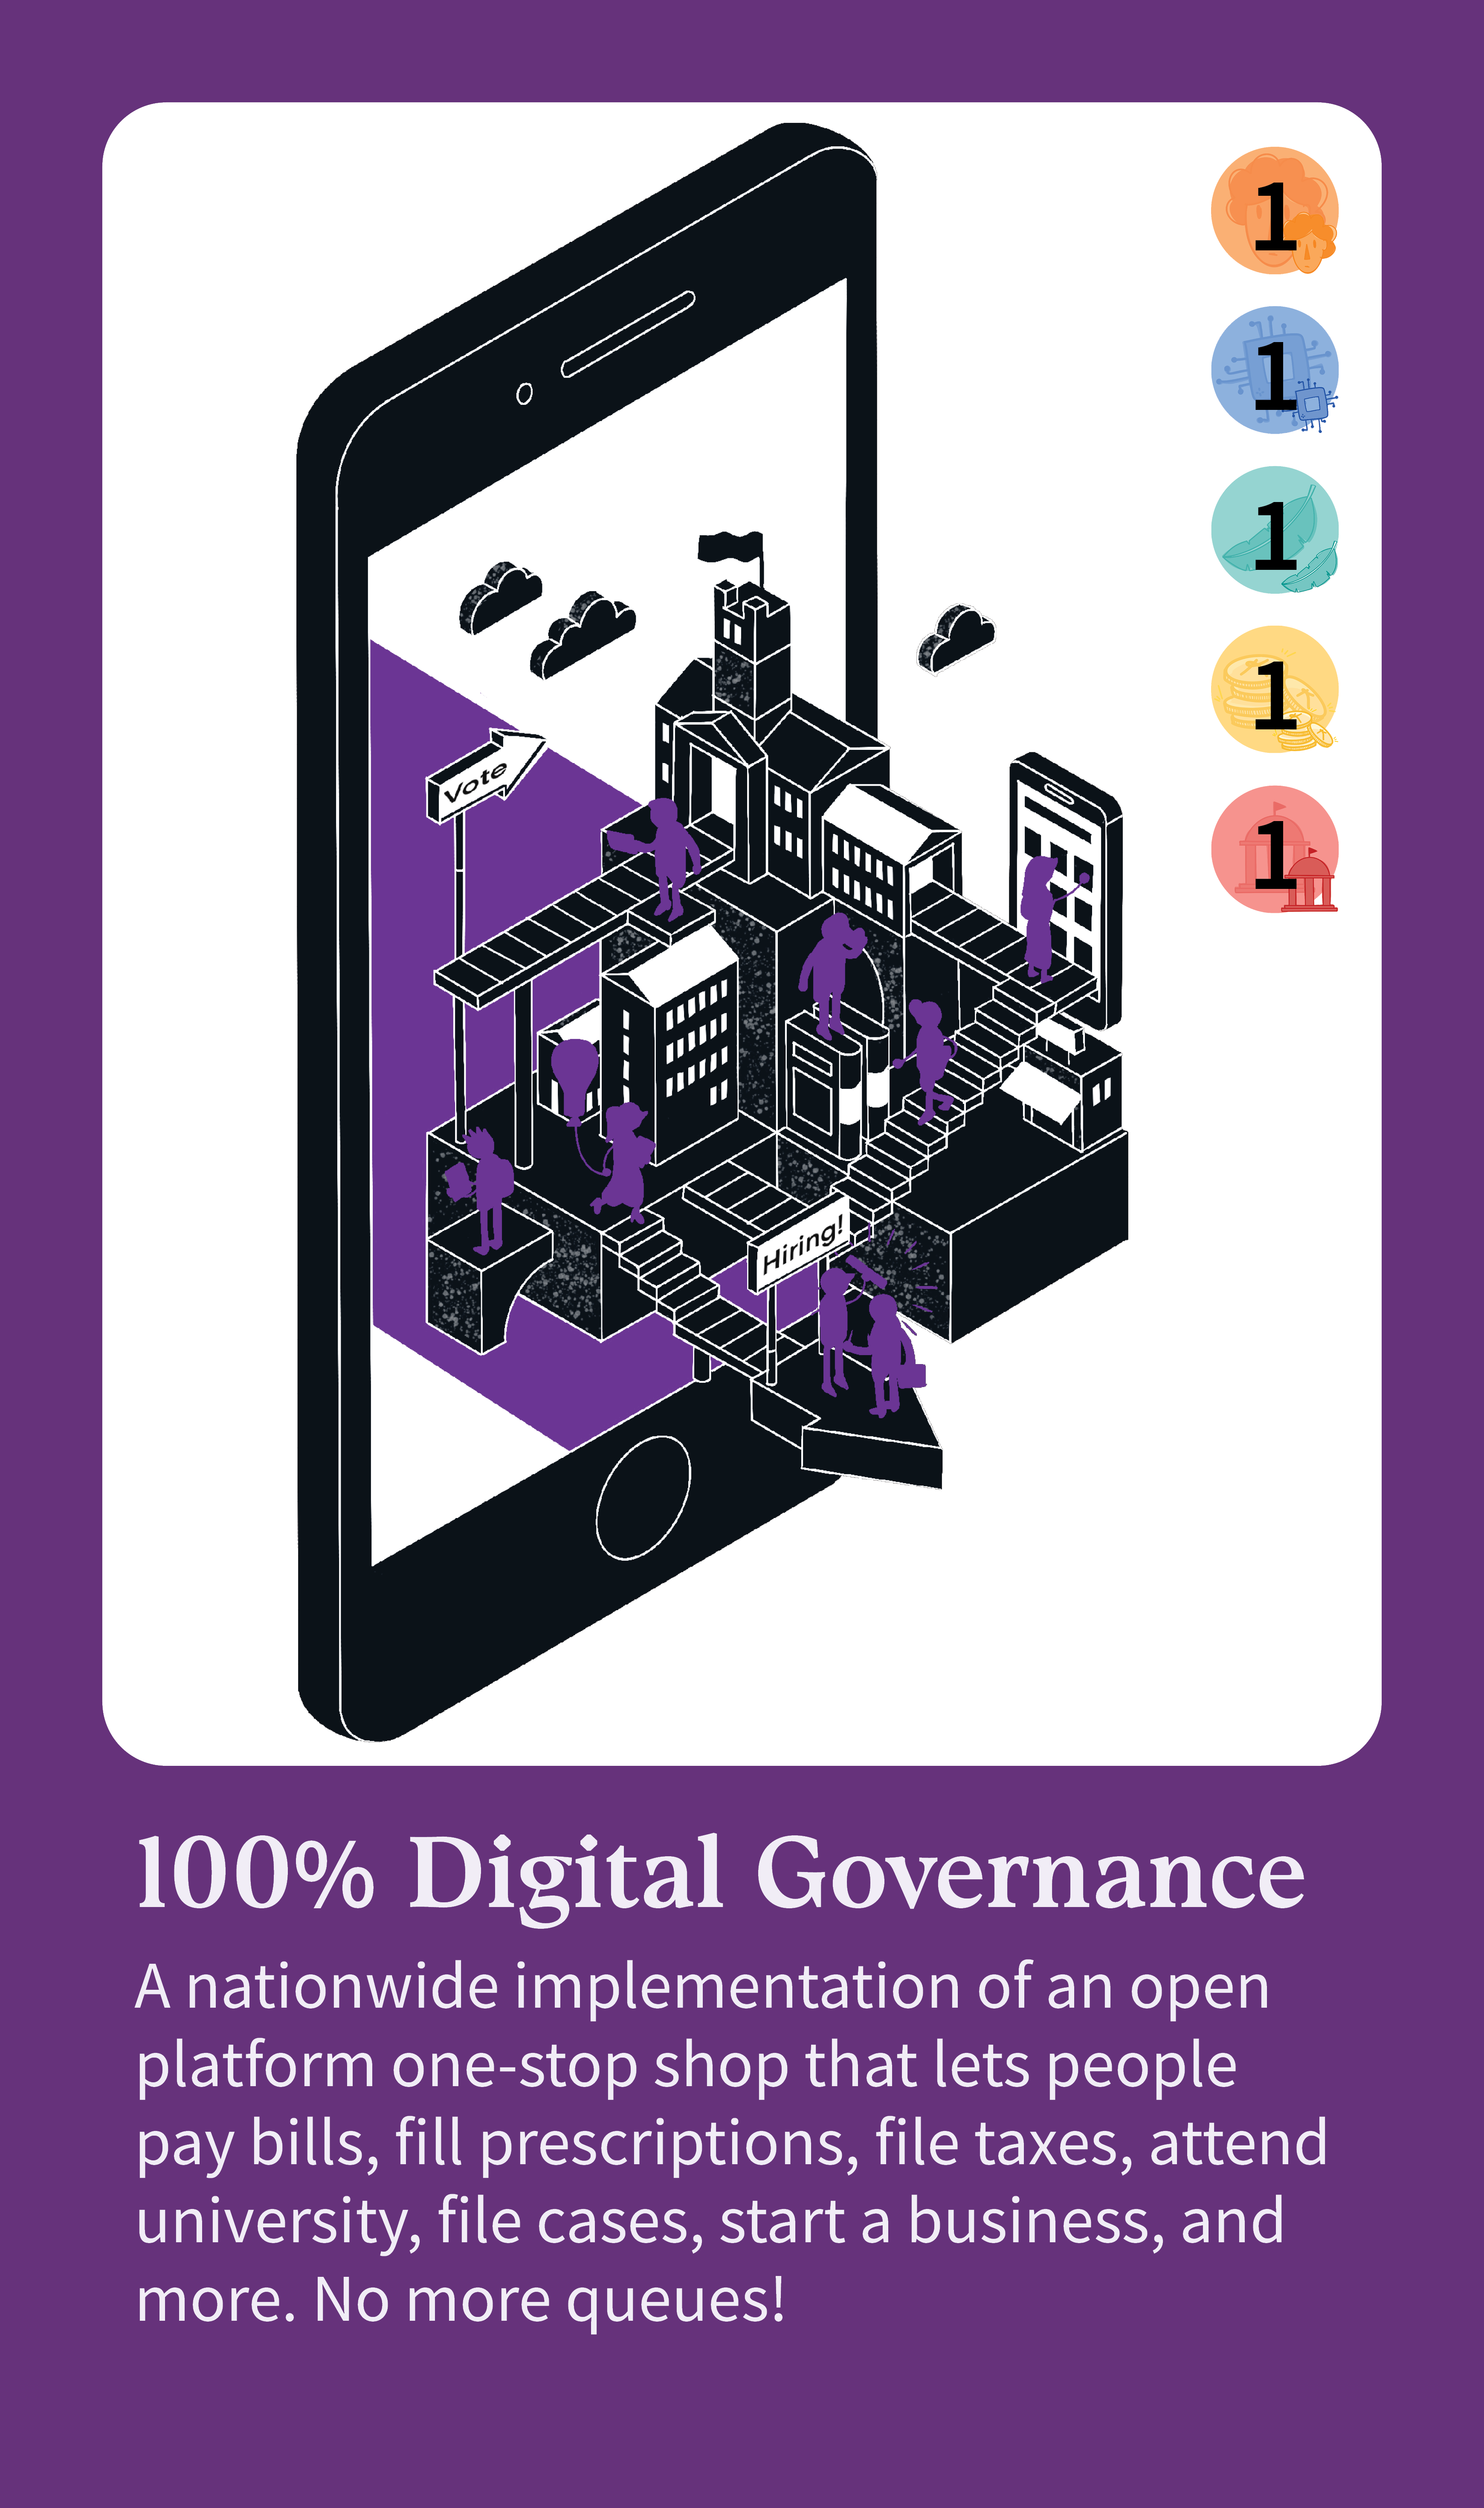 1
1
1
1
1
Vote
Hiring!
100% Digital Governance
A nationwide implementation of an open
platform one-stop shop that lets people
pay bills, fill prescriptions, file taxes, attend
university, file cases, start a business, and
more. No more queues!